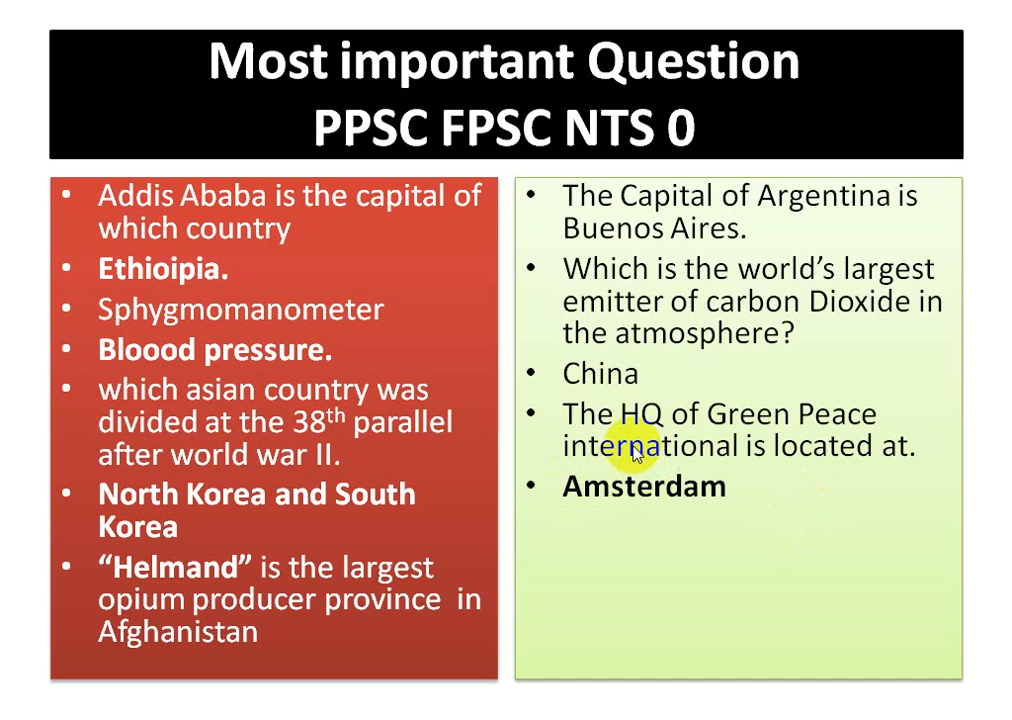 Most important Question
PPSC FPSC NTS 0
• Addis Ababa is the capital of
which country
• Ethioipia.
• Sphygmomanometer
• Bloood pressure.
• which asian country was
divided at the 38th parallel
after world war II.
• North Korea and South
Korea
• “Helmand” is the largest
opium producer province in
Afghanistan
• The Capital of Argentina is
Buenos Aires.
• Which is the world’s largest
emitter of carbon Dioxide in
the atmosphere?
• China
• The HQ of Green Peace
international is located at.
• Amsterdam